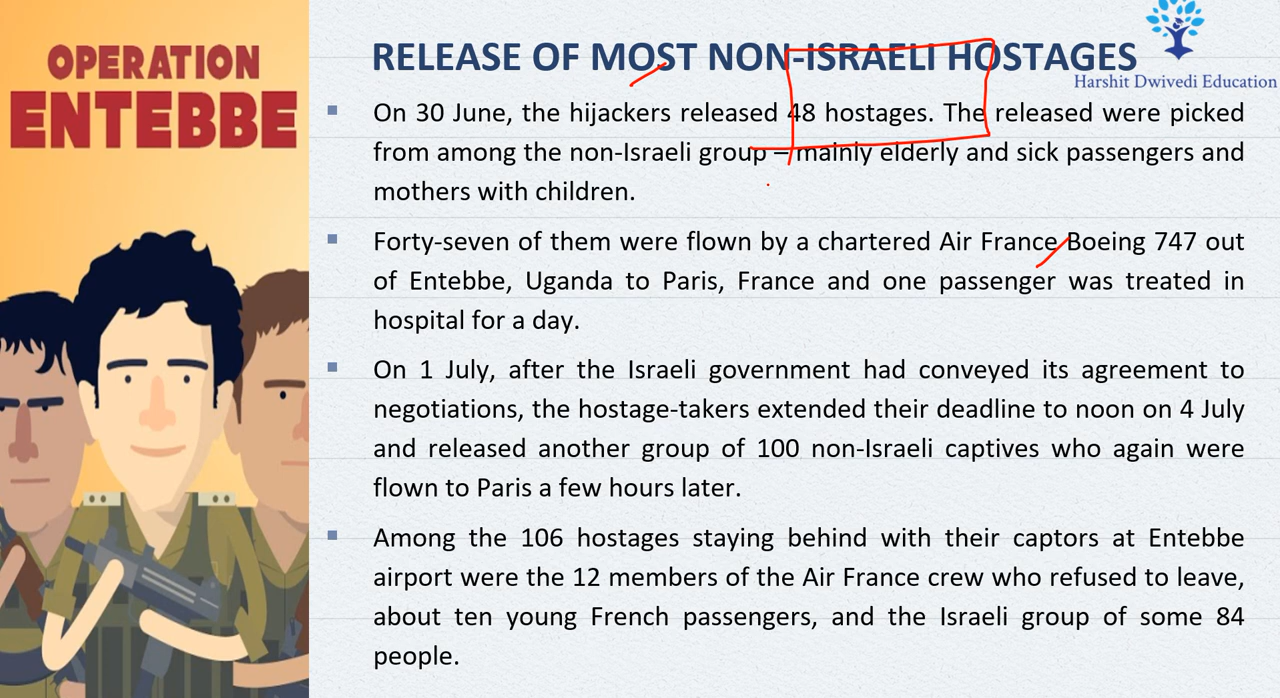 OPERATION
ENTEBBE
RELEASE OF MOST NON-ISRAELI HOSTAGES
Harshit Dwivedi Education
On 30 June, the hijackers released 48 hostages. The released were picked
from among the non-Israeli group – mainly elderly and sick passengers and
mothers with children.
Forty-seven of them were flown by a chartered Air France Boeing 747 out
of Entebbe, Uganda to Paris, France and one passenger was treated in
hospital for a day.
On 1 July, after the Israeli government had conveyed its agreement to
negotiations, the hostage-takers extended their deadline to noon on 4 July
and released another group of 100 non-Israeli captives who again were
flown to Paris a few hours later.
Among the 106 hostages staying behind with their captors at Entebbe
airport were the 12 members of the Air France crew who refused to leave,
about ten young French passengers, and the Israeli group of some 84
people.